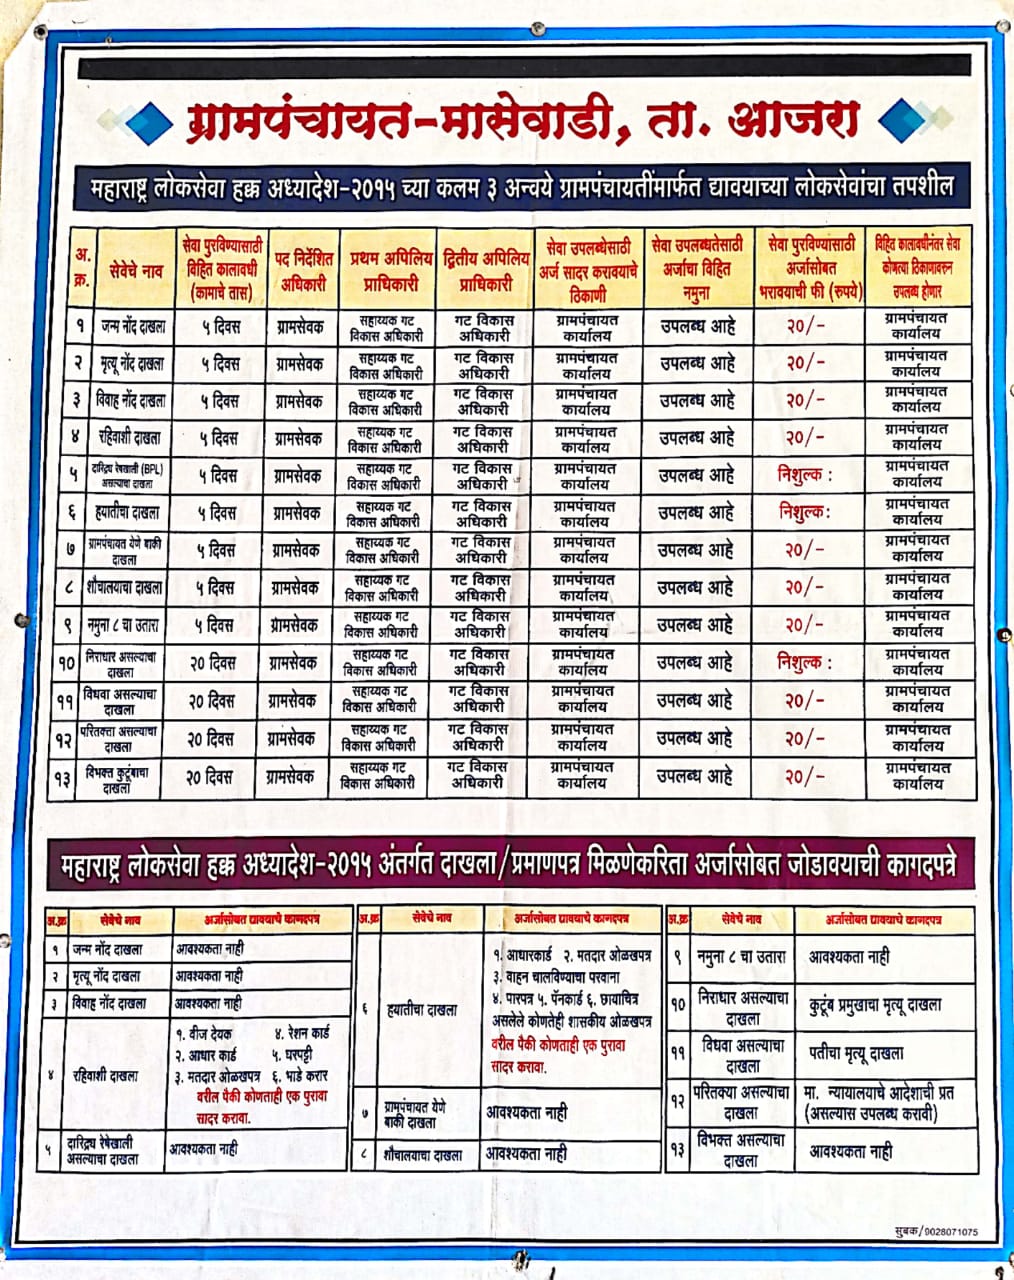 ग्रामपंचायत-मासेवाडी, ता. आजरा
महाराष्ट्र लोकसेवा हक्क अध्यादेश-२०१५ च्या कलम ३ अन्वये ग्रामपंचायतींमार्फत द्यावयाच्या लोकसेवांचा तपशील
अ. क्र. सेवेचे नाव सेवा पुरविण्यासाठी विहित कालावधी (कामाचे तास) पद निर्देशित अधिकारी प्रथम अपिलिय प्राधिकारी द्वितीय अपिलिय प्राधिकारी सेवा उपलब्धेसाठी अर्ज सादर करावयाचे ठिकाणी सेवा उपलब्धतेसाठी अर्जाचा विहित नमुना सेवा पुरविण्यासाठी अर्जासोबत भरावयाची फी (रुपये) विहित कालावधीनंतर सेवा कोणत्या ठिकाणावरुन उपलब्ध होणार
१ जन्म नोंद दाखला ५ दिवस ग्रामसेवक सहाय्यक गट विकास अधिकारी गट विकास अधिकारी ग्रामपंचायत कार्यालय उपलब्ध आहे २०/- ग्रामपंचायत कार्यालय
२ मृत्यू नोंद दाखला ५ दिवस ग्रामसेवक सहाय्यक गट विकास अधिकारी गट विकास अधिकारी ग्रामपंचायत कार्यालय उपलब्ध आहे २०/- ग्रामपंचायत कार्यालय
३ विवाह नोंद दाखला ५ दिवस ग्रामसेवक सहाय्यक गट विकास अधिकारी गट विकास अधिकारी ग्रामपंचायत कार्यालय उपलब्ध आहे २०/- ग्रामपंचायत कार्यालय
४ रहिवाशी दाखला ५ दिवस ग्रामसेवक सहाय्यक गट विकास अधिकारी गट विकास अधिकारी ग्रामपंचायत कार्यालय उपलब्ध आहे २०/- ग्रामपंचायत कार्यालय
५ दारिद्र्य रेषेखाली (BPL) असल्याचा दाखला ५ दिवस ग्रामसेवक सहाय्यक गट विकास अधिकारी गट विकास अधिकारी ग्रामपंचायत कार्यालय उपलब्ध आहे निशुल्क : ग्रामपंचायत कार्यालय
६ हयातीचा दाखला ५ दिवस ग्रामसेवक सहाय्यक गट विकास अधिकारी गट विकास अधिकारी ग्रामपंचायत कार्यालय उपलब्ध आहे निशुल्क: ग्रामपंचायत कार्यालय
७ ग्रामपंचायत येणे बाकी दाखला ५ दिवस ग्रामसेवक सहाय्यक गट विकास अधिकारी गट विकास अधिकारी ग्रामपंचायत कार्यालय उपलब्ध आहे २०/- ग्रामपंचायत कार्यालय
८ शौचालयाचा दाखला ५ दिवस ग्रामसेवक सहाय्यक गट विकास अधिकारी गट विकास अधिकारी ग्रामपंचायत कार्यालय उपलब्ध आहे २०/- ग्रामपंचायत कार्यालय
९ नमुना ८ चा उतारा ५ दिवस ग्रामसेवक सहाय्यक गट विकास अधिकारी गट विकास अधिकारी ग्रामपंचायत कार्यालय उपलब्ध आहे २०/- ग्रामपंचायत कार्यालय
१० निराधार असल्याचा दाखला २० दिवस ग्रामसेवक सहाय्यक गट विकास अधिकारी गट विकास अधिकारी ग्रामपंचायत कार्यालय उपलब्ध आहे निशुल्क : ग्रामपंचायत कार्यालय
११ विधवा असल्याचा दाखला २० दिवस ग्रामसेवक सहाय्यक गट विकास अधिकारी गट विकास अधिकारी ग्रामपंचायत कार्यालय उपलब्ध आहे २०/- ग्रामपंचायत कार्यालय
१२ परितक्ता असल्याचा दाखला २० दिवस ग्रामसेवक सहाय्यक गट विकास अधिकारी गट विकास अधिकारी ग्रामपंचायत कार्यालय उपलब्ध आहे २०/- ग्रामपंचायत कार्यालय
१३ विभक्त कुटूंबाचा दाखला २० दिवस ग्रामसेवक सहाय्यक गट विकास अधिकारी गट विकास अधिकारी ग्रामपंचायत कार्यालय उपलब्ध आहे २०/- ग्रामपंचायत कार्यालय
महाराष्ट्र लोकसेवा हक्क अध्यादेश-२०१५ अंतर्गत दाखला/प्रमाणपत्र मिळणेकरिता अर्जासोबत जोडावयाची कागदपत्रे
अ.क्र सेवेचे नाव अर्जासोबत द्यावयाचे कागदपत्र
१ जन्म नोंद दाखला आवश्यकता नाही
२ मृत्यू नोंद दाखला आवश्यकता नाही
३ विवाह नोंद दाखला आवश्यकता नाही
४ रहिवाशी दाखला
१. वीज देयक ४. रेशन कार्ड
२. आधार कार्ड ५. घरपट्टी
३. मतदार ओळखपत्र ६. भाडे करार
वरील पैकी कोणताही एक पुरावा
सादर करावा.
५ दारिद्र्य रेषेखाली असल्याचा दाखला आवश्यकता नाही
अ.क्र सेवेचे नाव अर्जासोबत द्यावयाचे कागदपत्र
६ हयातीचा दाखला
१. आधारकार्ड २. मतदार ओळखपत्र
३. वाहन चालविण्याचा परवाना
४. पारपत्र ५. पॅनकार्ड ६. छायाचित्र
असलेले कोणतेही शासकीय ओळखपत्र
वरील पैकी कोणताही एक पुरावा
सादर करावा.
७ ग्रामपंचायत येणे बाकी दाखला आवश्यकता नाही
८ शौचालयाचा दाखला आवश्यकता नाही
अ.क्र सेवेचे नाव अर्जासोबत द्यावयाचे कागदपत्र
९ नमुना ८ चा उतारा आवश्यकता नाही
१० निराधार असल्याचा दाखला कुटूंब प्रमुखाचा मृत्यू दाखला
११ विधवा असल्याचा दाखला पतीचा मृत्यू दाखला
१२ परितक्या असल्याचा दाखला मा. न्यायालयाचे आदेशाची प्रत (असल्यास उपलब्ध करावी)
१३ विभक्त असल्याचा दाखला आवश्यकता नाही
सुबक/9028071075